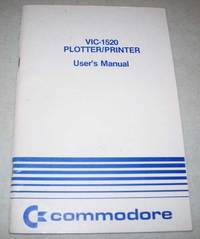 VIC-1520
PLOTTER/PRINTER
User's Manual
commodore